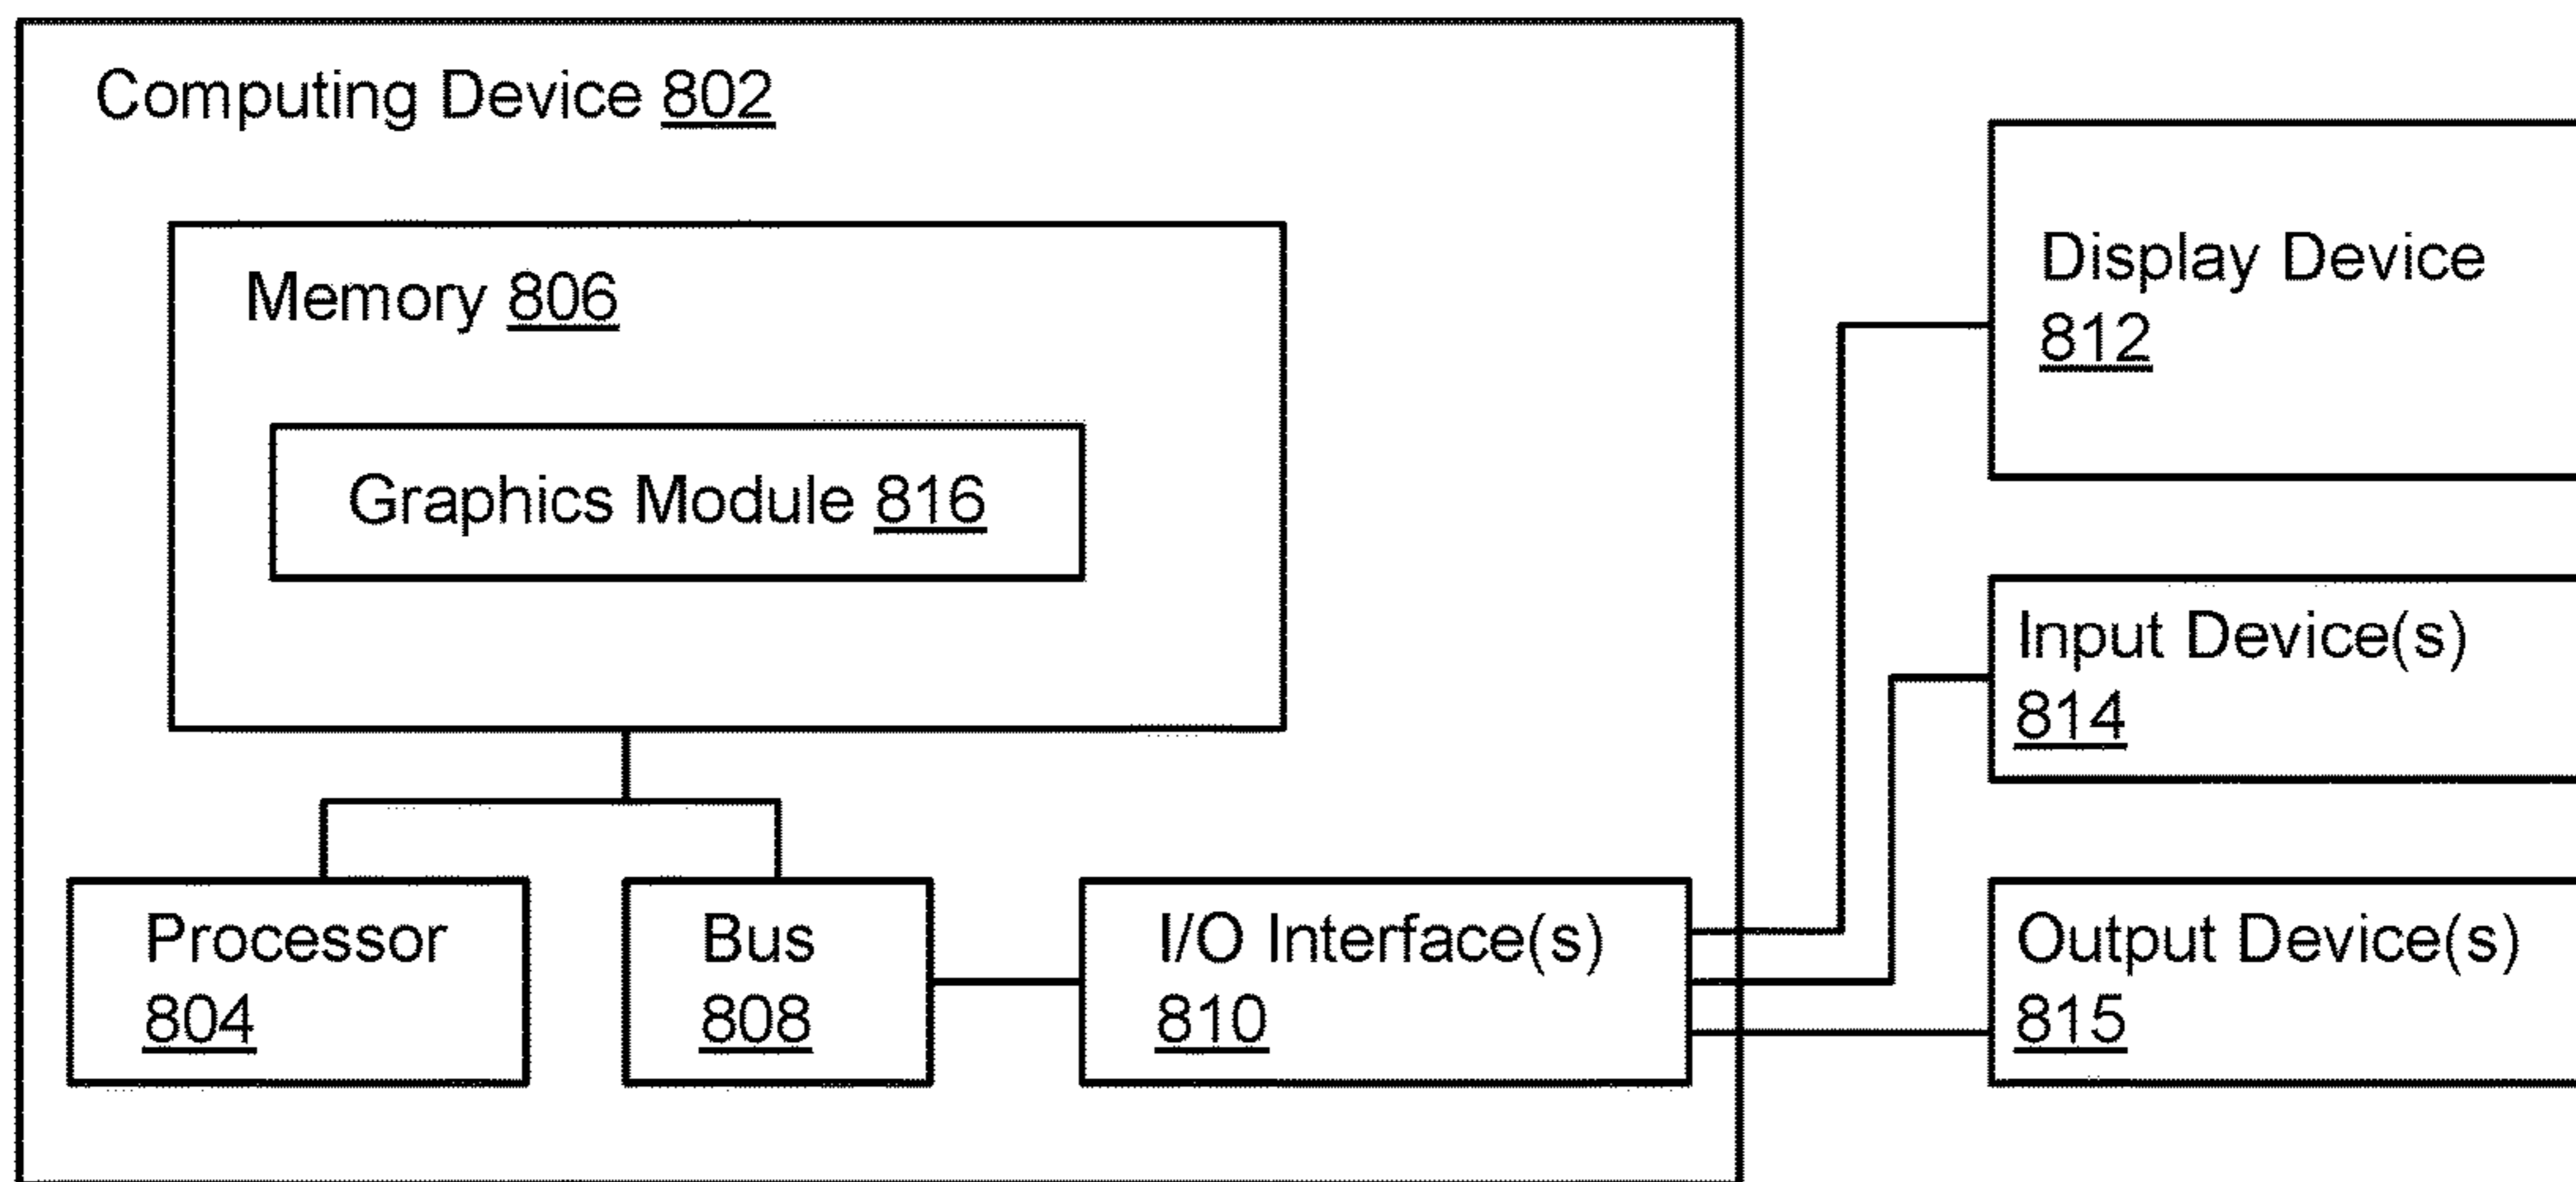 Computing Device 802
Memory 806
Graphics Module 816
Processor
804
Bus
808
I/O Interface(s)
810
Display Device
812
Input Device(s)
814
Output Device(s)
815